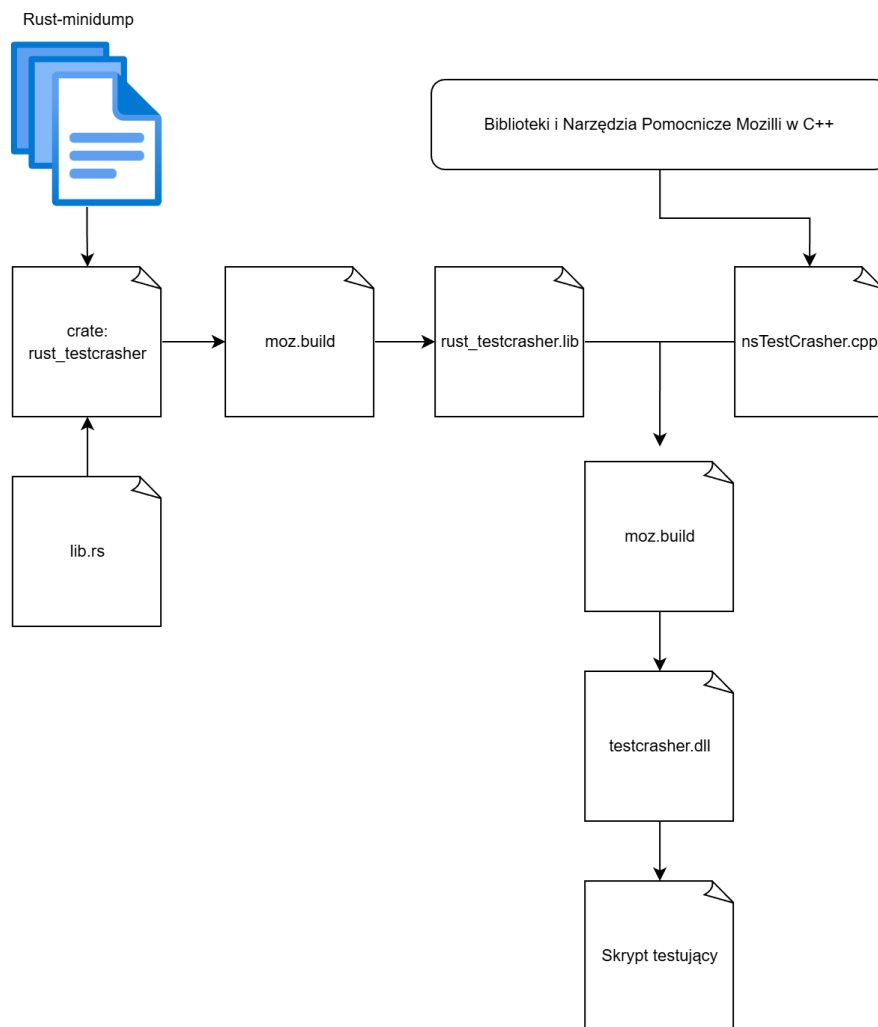 Rust-minidump
Biblioteki i Narzędzia Pomocnicze Mozilli w C++
crate:
rust_testcrasher
moz.build
rust_testcrasher.lib
nsTestCrasher.cpp
lib.rs
moz.build
testcrasher.dll
Skrypt testujący